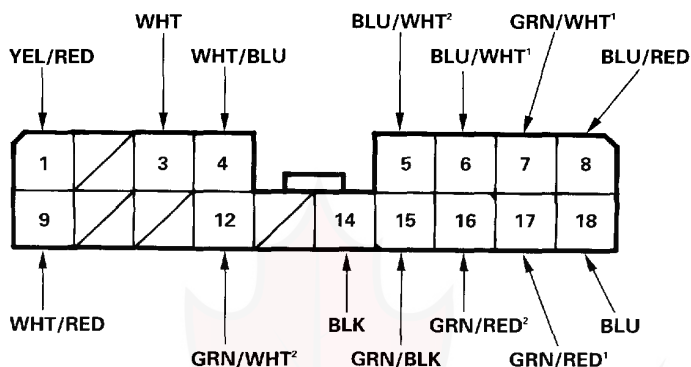 WHT BLU/WHT² GRN/WHT¹
YEL/RED WHT/BLU BLU/WHT¹ BLU/RED
1 3 4 5 6 7 8
9 12 14 15 16 17 18
WHT/RED BLK GRN/RED² BLU
GRN/WHT² GRN/BLK GRN/RED¹